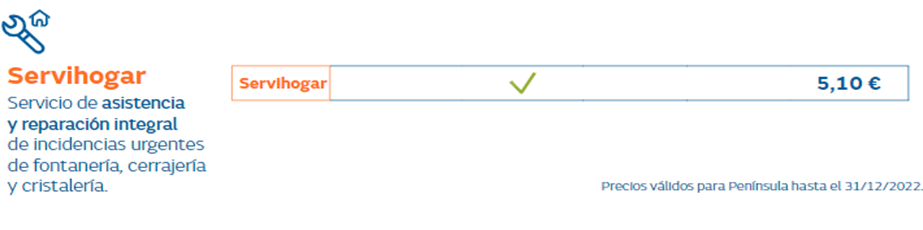 Servihogar
Servicio de asistencia
y reparación integral
de incidencias urgentes
de fontanería, cerrajería
y cristalería.
Servihogar 5,10 €
Precios válidos para Península hasta el 31/12/2022.